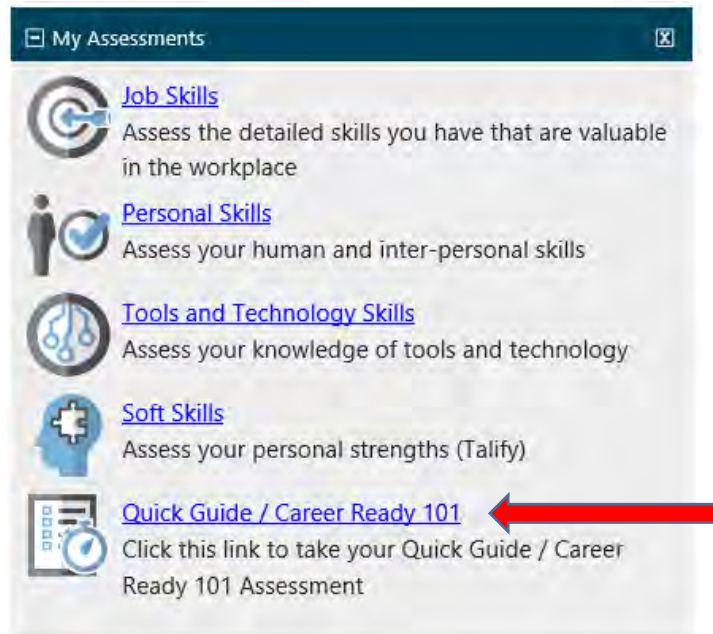 My Assessments
Job Skills
Assess the detailed skills you have that are valuable
in the workplace
Personal Skills
Assess your human and inter-personal skills
Tools and Technology Skills
Assess your knowledge of tools and technology
Soft Skills
Assess your personal strengths (Talify)
Quick Guide / Career Ready 101
Click this link to take your Quick Guide / Career
Ready 101 Assessment